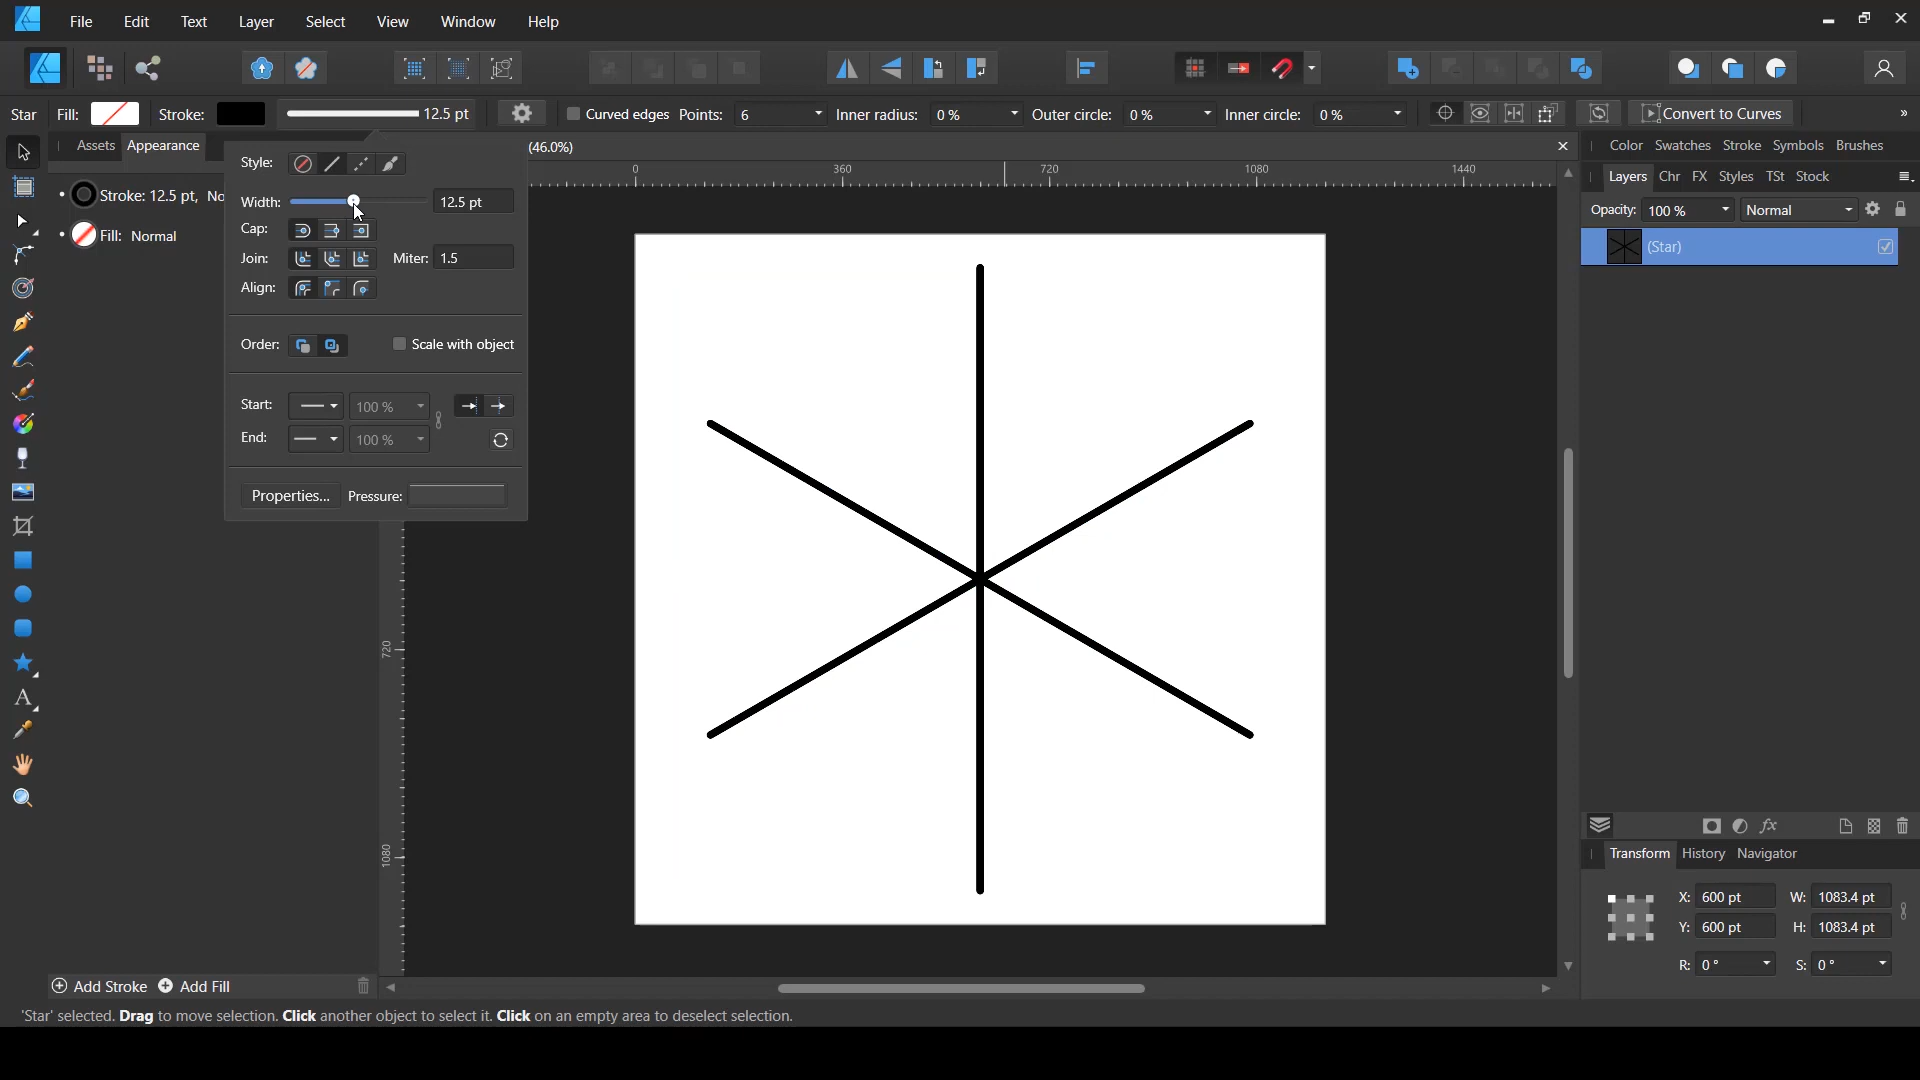 File Edit Text Layer Select View Window Help
Star Fill: Stroke: 12.5 pt Curved edges Points: 6 Inner radius: 0 % Outer circle: 0 % Inner circle: 0 % Convert to Curves »
Assets Appearance
(46.0%)
Color Swatches Stroke Symbols Brushes
Layers Chr FX Styles TSt Stock
Opacity: 100 % Normal
(Star)
Stroke: 12.5 pt, No
Fill: Normal
Style:
Width: 12.5 pt
Cap:
Join: Miter: 1.5
Align:
Order: Scale with object
Start: 100 %
End: 100 %
Properties... Pressure:
0 360 720 1080 1440
720
1080
Transform History Navigator
X: 600 pt W: 1083.4 pt
Y: 600 pt H: 1083.4 pt
R: 0 ° S: 0 °
Add Stroke Add Fill
'Star' selected. Drag to move selection. Click another object to select it. Click on an empty area to deselect selection.